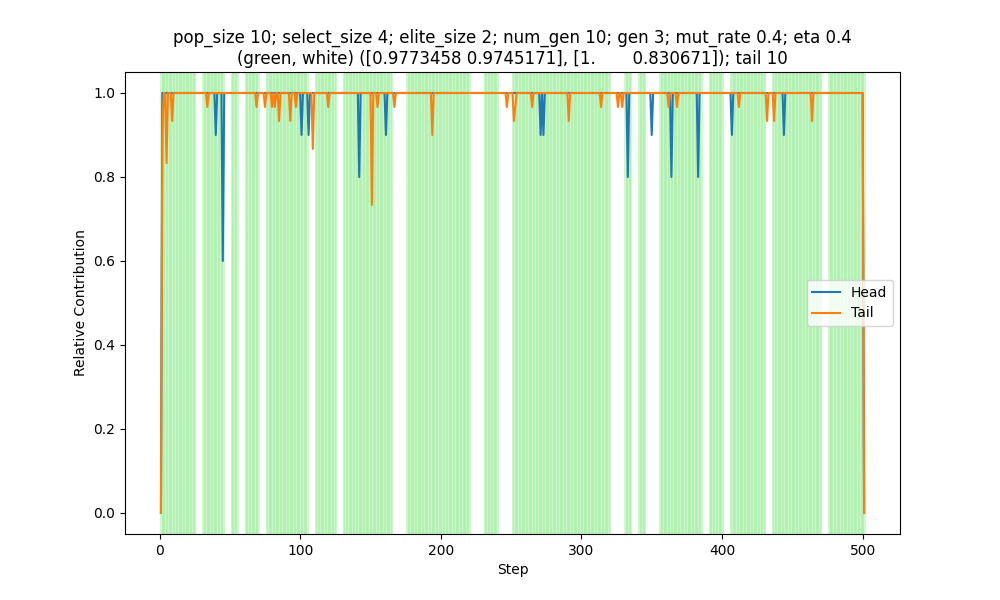 pop_size 10; select_size 4; elite_size 2; num_gen 10; gen 3; mut_rate 0.4; eta 0.4
(green, white) ([0.9773458 0.9745171], [1.        0.830671]); tail 10
1.0
0.8
0.6
0.4
0.2
0.0
Relative Contribution
Head
Tail
0
100
200
300
400
500
Step